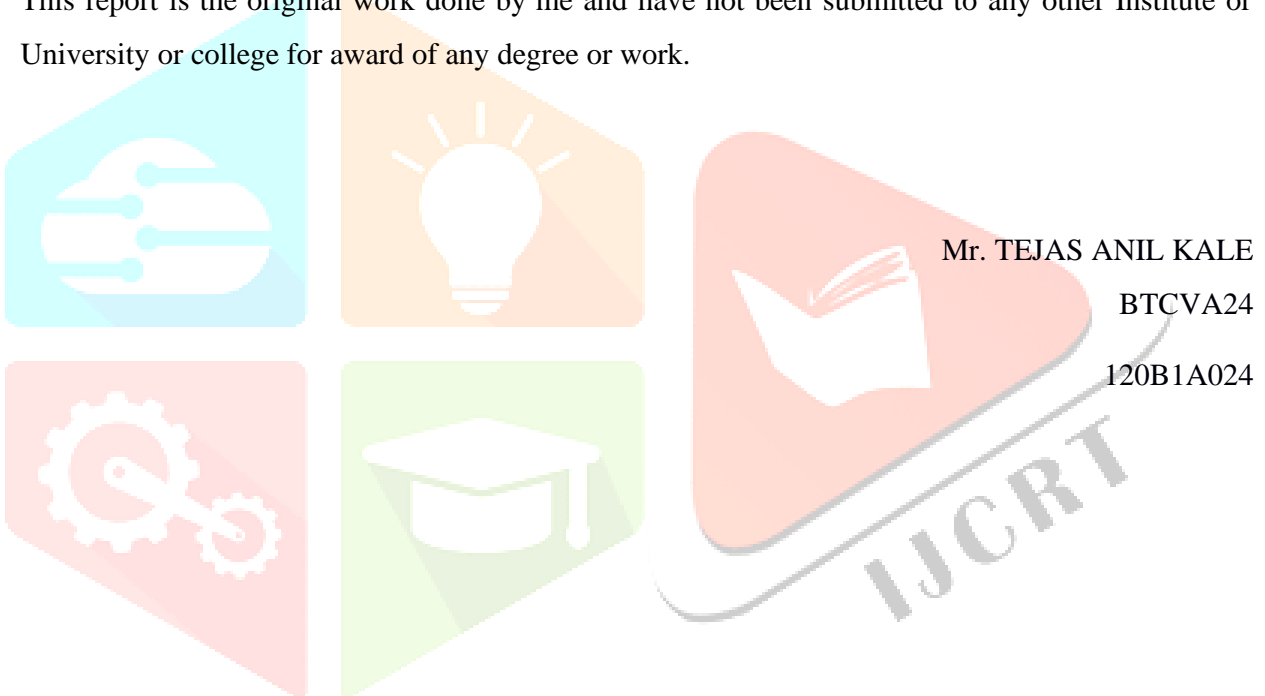 This report is the original work done by me and have not been submitted to any other Institute or
University or college for award of any degree or work.
Mr. TEJAS ANIL KALE
BTCVA24
120B1A024
IJCRT